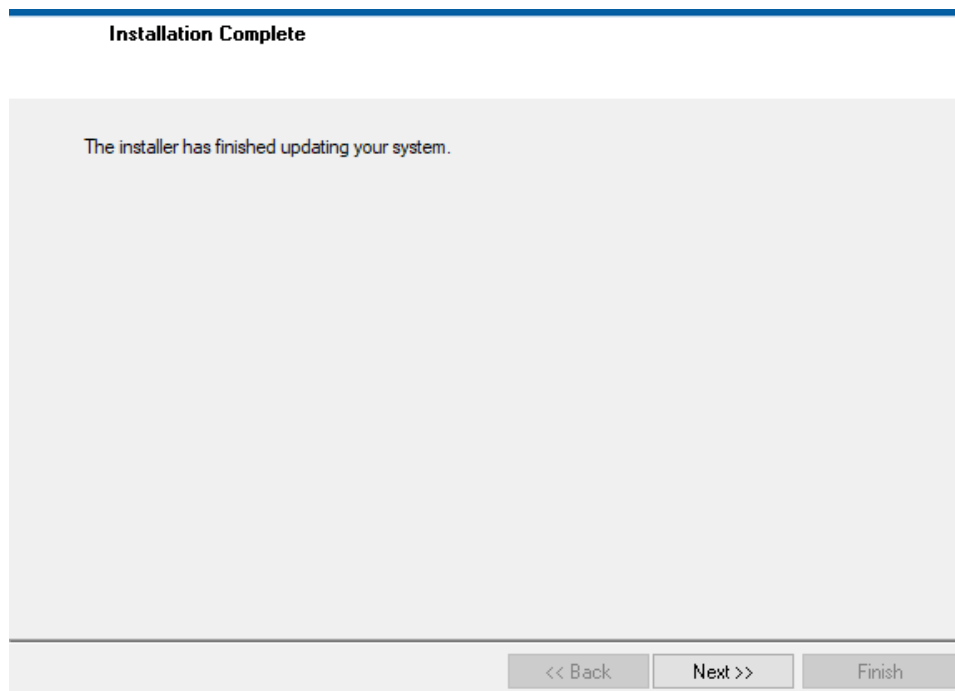 Installation Complete
The installer has finished updating your system.
<< Back
Next >>
Finish